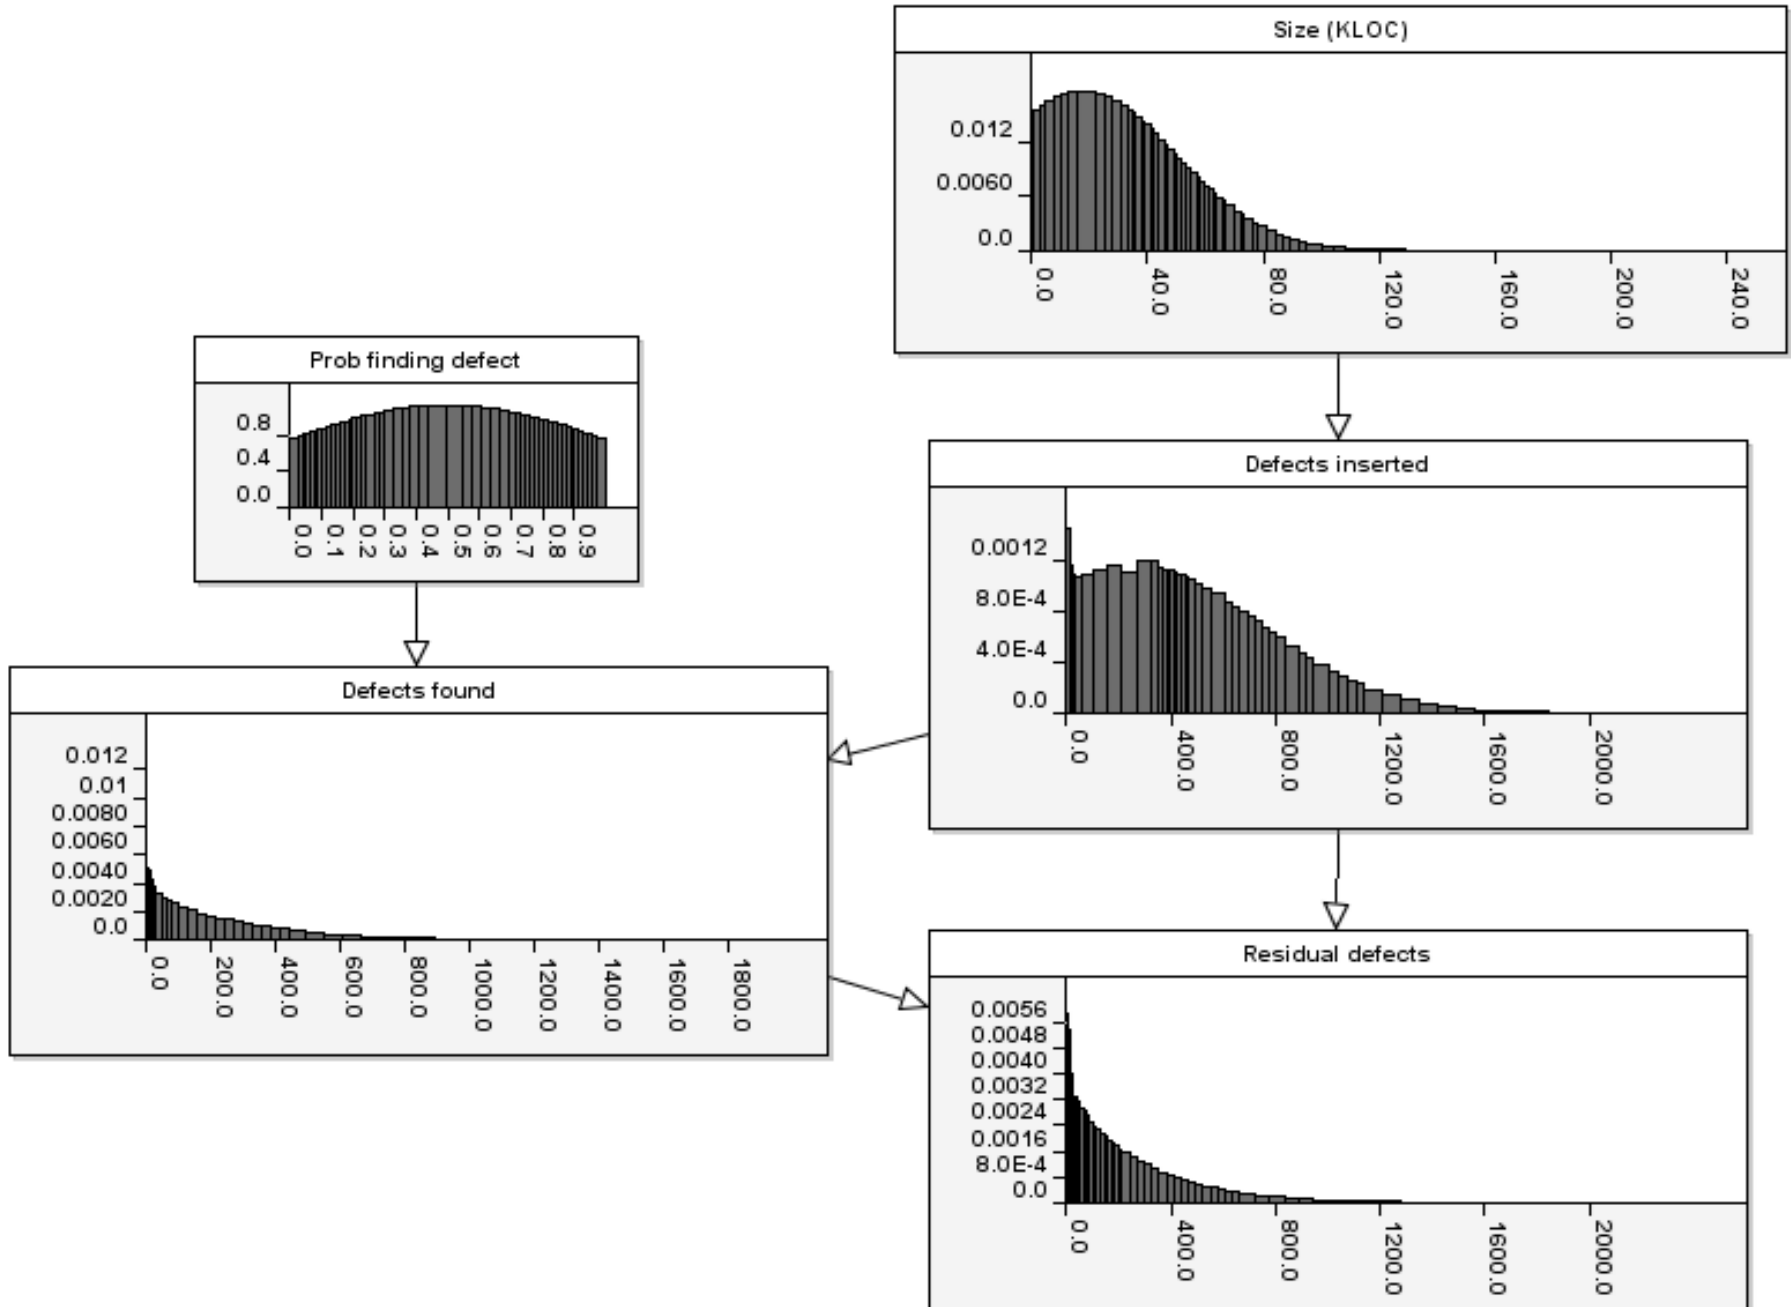 Size (KLOC)
0.012
0.0060
0.0
0.0 40.0 80.0 120.0 160.0 200.0 240.0
Prob finding defect
0.8
0.4
0.0
0.0 0.1 0.2 0.3 0.4 0.5 0.6 0.7 0.8 0.9
Defects inserted
0.0012
8.0E-4
4.0E-4
0.0
0.0 400.0 800.0 1200.0 1600.0 2000.0
Defects found
0.012
0.01
0.0080
0.0060
0.0040
0.0020
0.0
0.0 200.0 400.0 600.0 800.0 1000.0 1200.0 1400.0 1600.0 1800.0
Residual defects
0.0056
0.0048
0.0040
0.0032
0.0024
0.0016
8.0E-4
0.0
0.0 400.0 800.0 1200.0 1600.0 2000.0